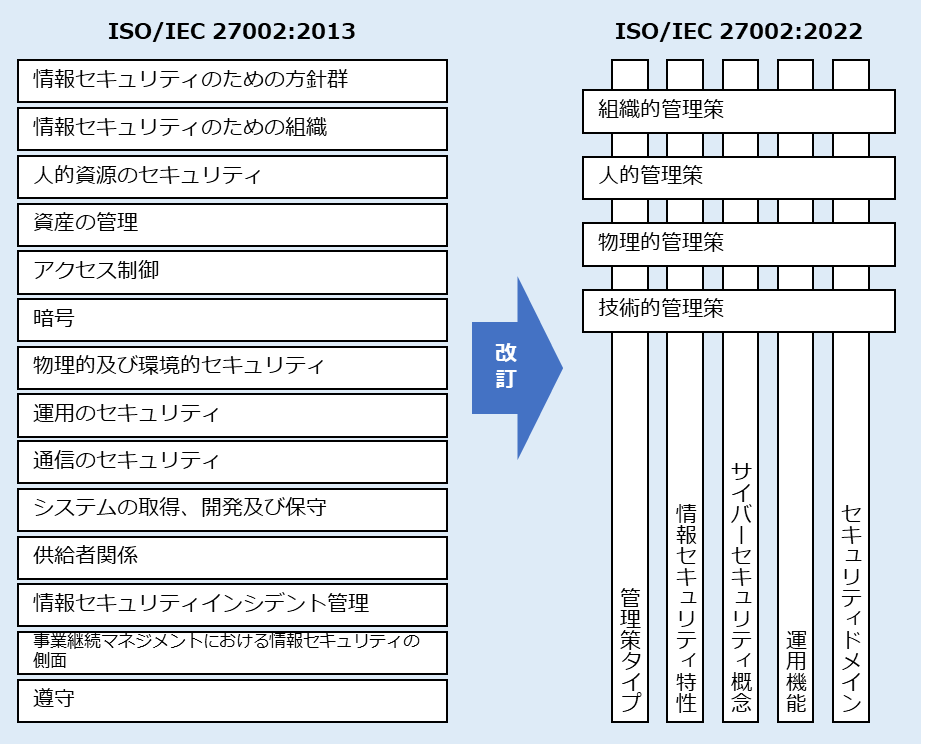 ISO/IEC 27002:2013
情報セキュリティのための方針群
情報セキュリティのための組織
人的資源のセキュリティ
資産の管理
アクセス制御
暗号
物理的及び環境的セキュリティ
運用のセキュリティ
通信のセキュリティ
システムの取得、開発及び保守
供給者関係
情報セキュリティインシデント管理
事業継続マネジメントにおける情報セキュリティの
側面
遵守
改
訂
ISO/IEC 27002:2022
組織的管理策
人的管理策
物理的管理策
技術的管理策
管理策タイプ
情報セキュリティ特性
サイバーセキュリティ概念
運用機能
セキュリティドメイン